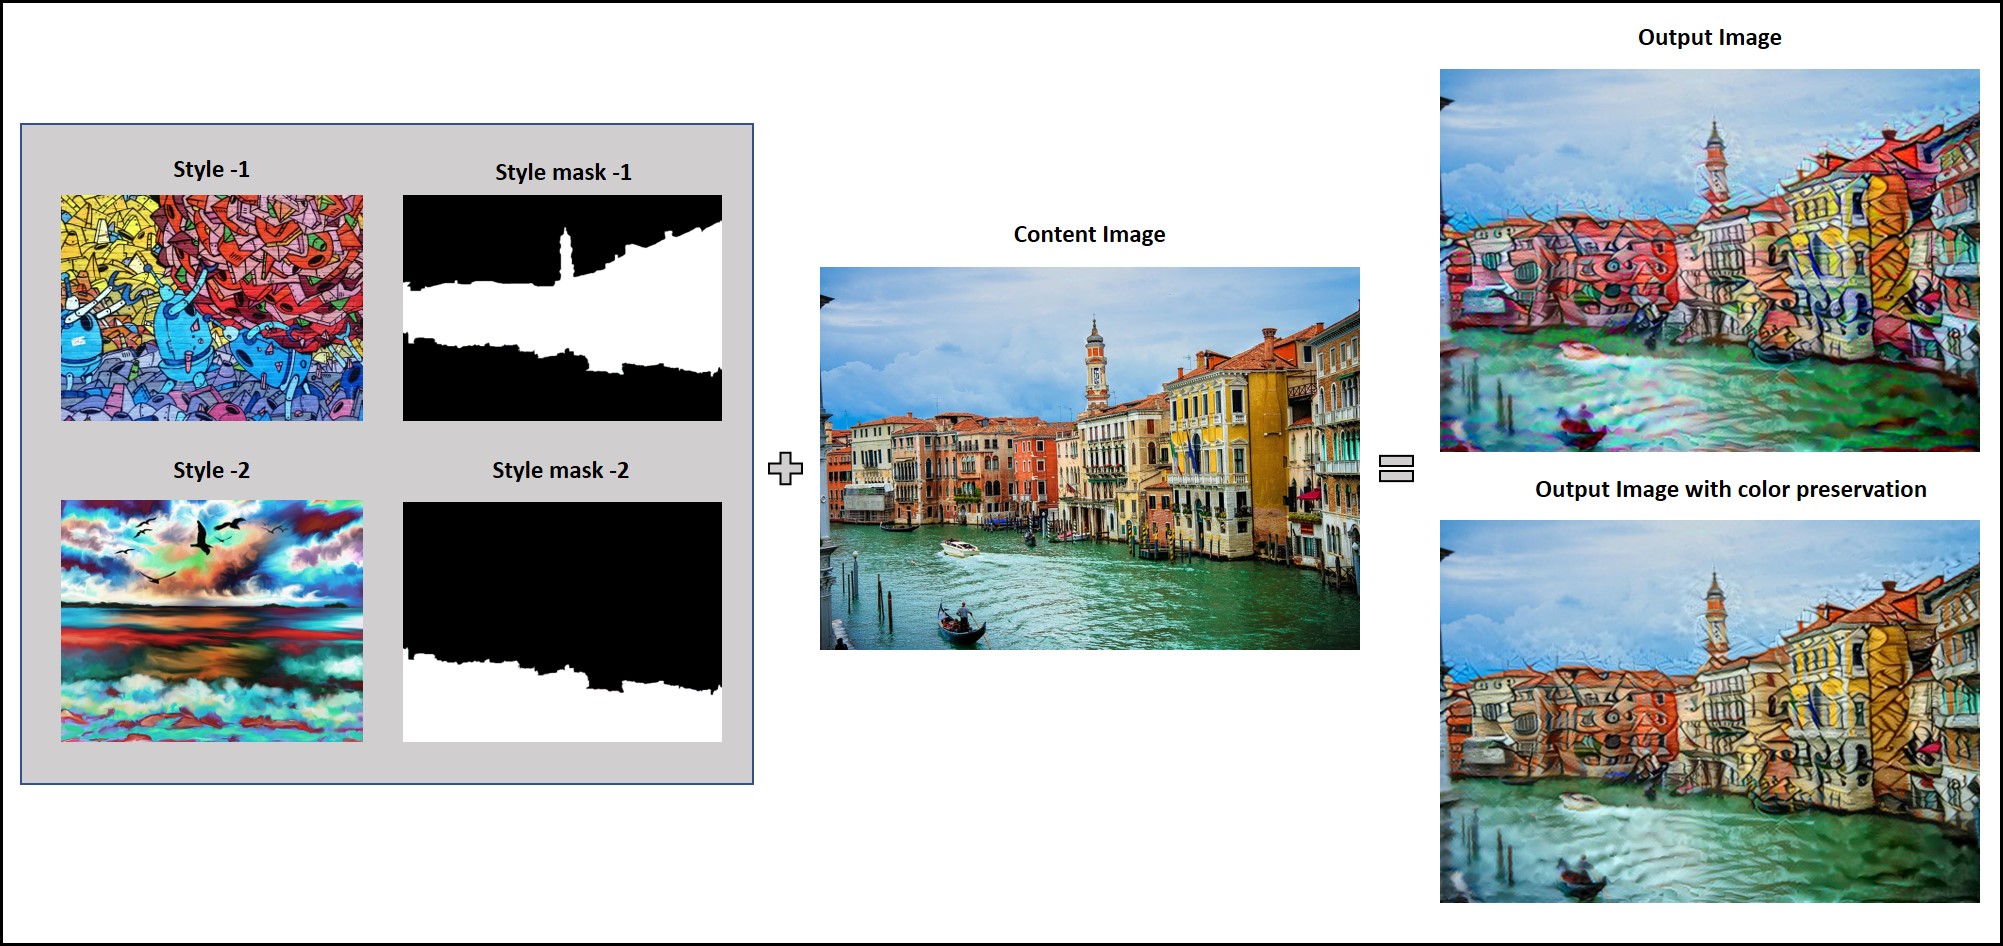 Output Image
Style -1
Style mask -1
Content Image
Style -2
Style mask -2
Output Image with color preservation